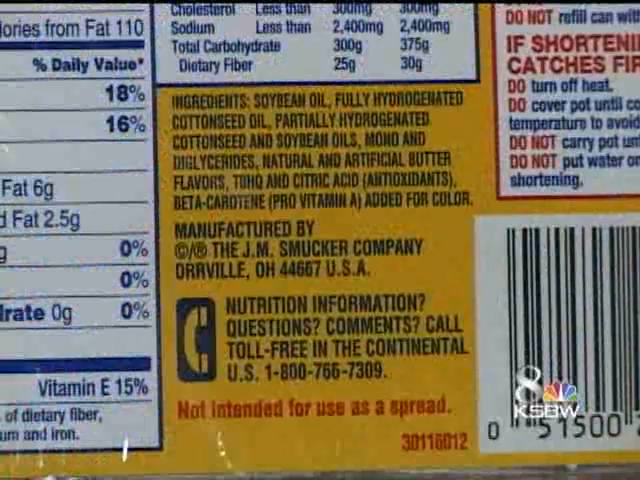 Cholesterol Less than 300mg 300mg
Sodium Less than 2,400mg 2,400mg
Total Carbohydrate 300g 375g
Dietary Fiber 25g 30g
lories from Fat 110
% Daily Value*
18%
16%
Fat 6g
d Fat 2.5g
g 0%
0%
drate 0g 0%
Vitamin E 15%
of dietary fiber,
um and iron.
INGREDIENTS: SOYBEAN OIL, FULLY HYDROGENATED
COTTONSEED OIL, PARTIALLY HYDROGENATED
COTTONSEED AND SOYBEAN OILS, MONO AND
DIGLYCERIDES, NATURAL AND ARTIFICIAL BUTTER
FLAVORS, TBHQ AND CITRIC ACID (ANTIOXIDANTS),
BETA-CAROTENE (PRO VITAMIN A) ADDED FOR COLOR.
MANUFACTURED BY
©/® THE J.M. SMUCKER COMPANY
ORRVILLE, OH 44667 U.S.A.
NUTRITION INFORMATION?
QUESTIONS? COMMENTS? CALL
TOLL-FREE IN THE CONTINENTAL
U.S. 1-800-766-7309.
Not intended for use as a spread.
30116012
DO NOT refill can wi
IF SHORTENI
CATCHES FIR
DO turn off heat.
DO cover pot until co
temperature to avoid
DO NOT carry pot un
DO NOT put water on
shortening.
8
KSBW
0 51500